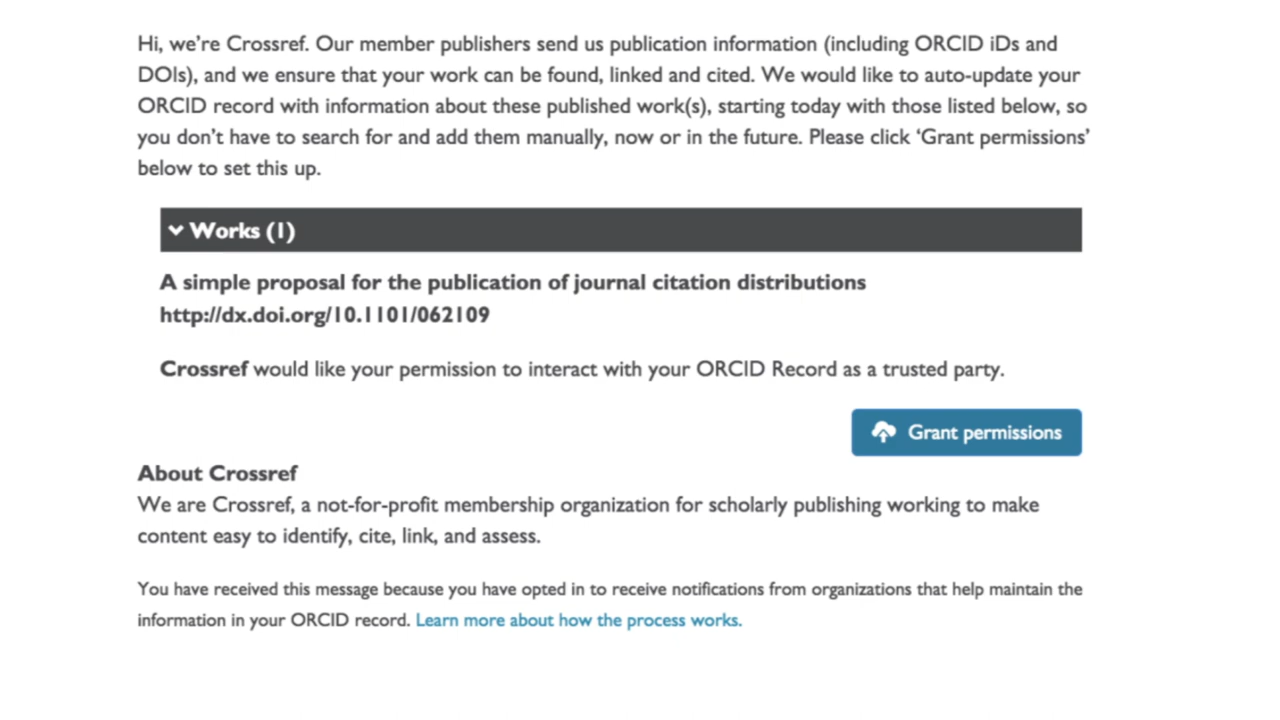 Hi, we're Crossref. Our member publishers send us publication information (including ORCID iDs and
DOIs), and we ensure that your work can be found, linked and cited. We would like to auto-update your
ORCID record with information about these published work(s), starting today with those listed below, so
you don't have to search for and add them manually, now or in the future. Please click ‘Grant permissions’
below to set this up.
Works (1)
A simple proposal for the publication of journal citation distributions
http://dx.doi.org/10.1101/062109
Crossref would like your permission to interact with your ORCID Record as a trusted party.
Grant permissions
About Crossref
We are Crossref, a not-for-profit membership organization for scholarly publishing working to make
content easy to identify, cite, link, and assess.
You have received this message because you have opted in to receive notifications from organizations that help maintain the
information in your ORCID record. Learn more about how the process works.